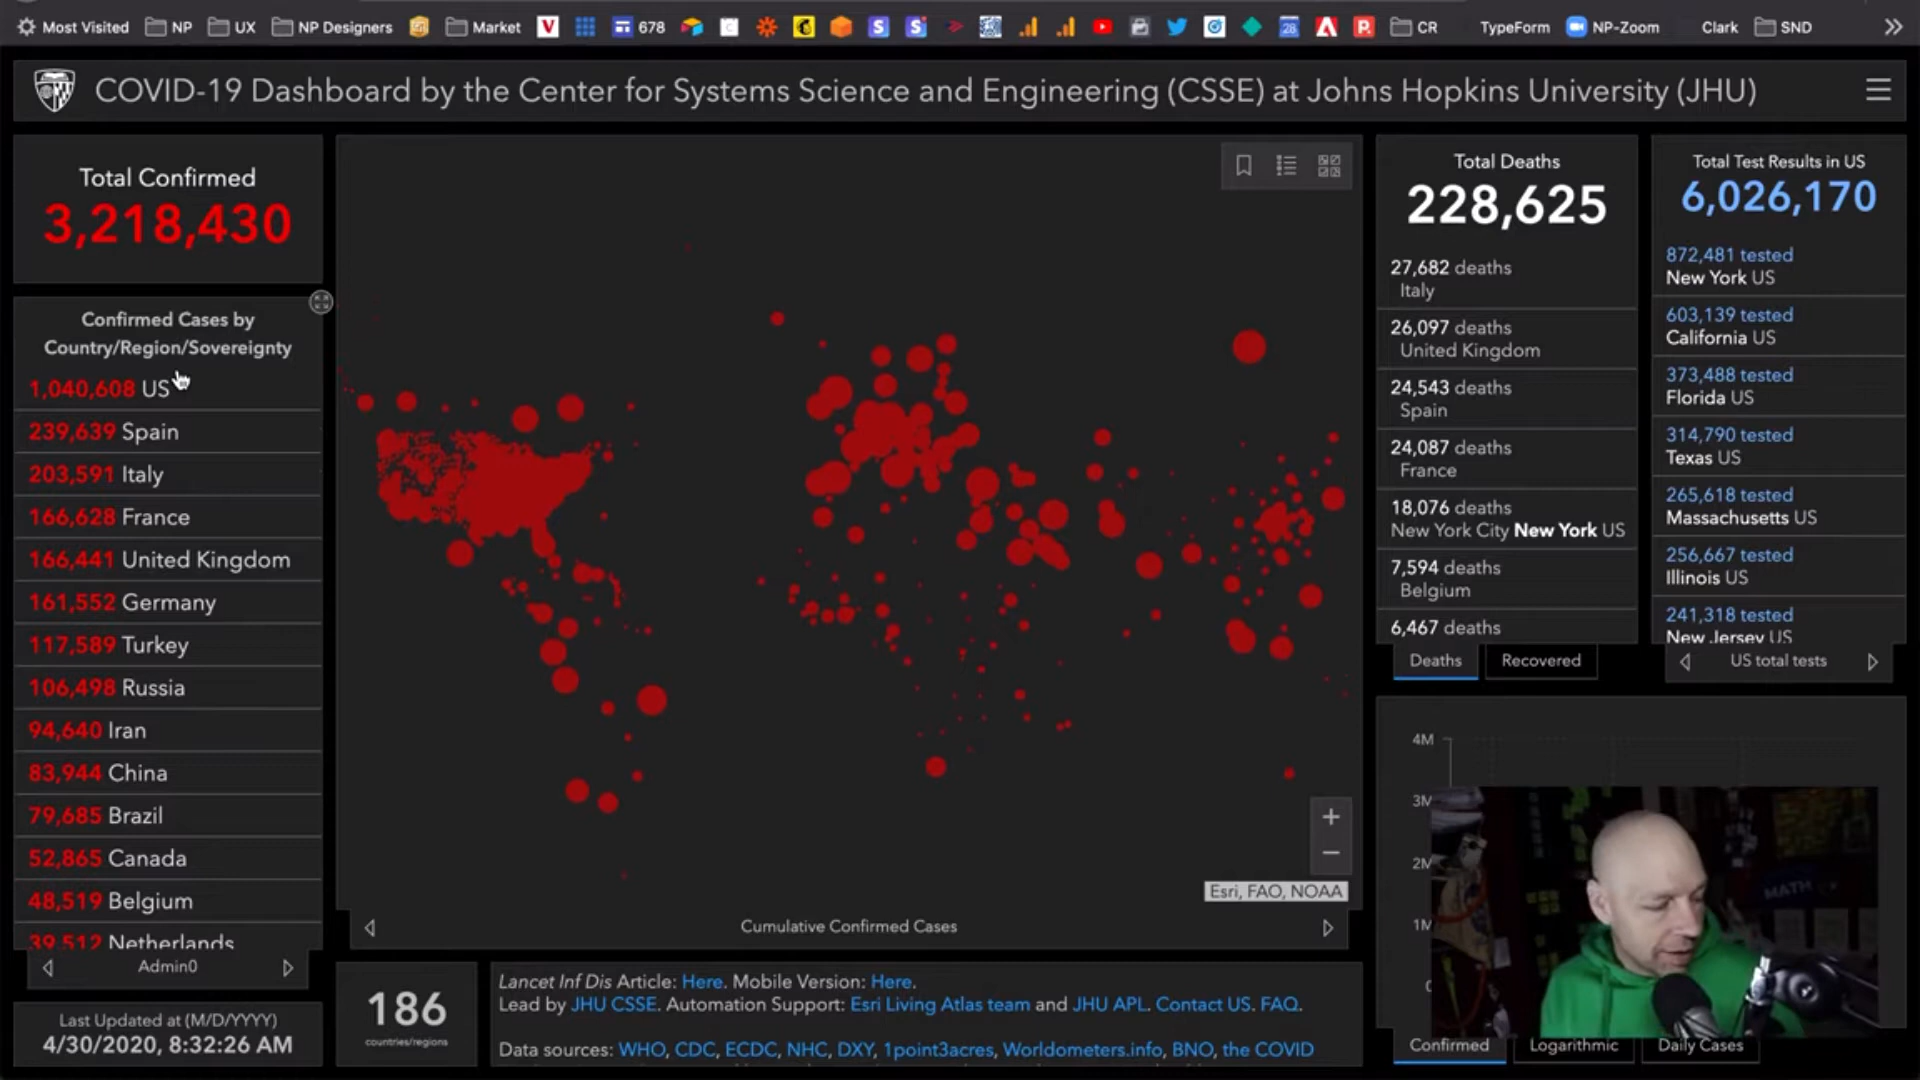 Most Visited NP UX NP Designers Market 678 CR TypeForm NP-Zoom Clark SND
COVID-19 Dashboard by the Center for Systems Science and Engineering (CSSE) at Johns Hopkins University (JHU)
Total Confirmed
3,218,430
Confirmed Cases by
Country/Region/Sovereignty
1,040,608 US
239,639 Spain
203,591 Italy
166,628 France
166,441 United Kingdom
161,552 Germany
117,589 Turkey
106,498 Russia
94,640 Iran
83,944 China
79,685 Brazil
52,865 Canada
48,519 Belgium
39,512 Netherlands
Admin0
Last Updated at (M/D/YYYY)
4/30/2020, 8:32:26 AM
Esri, FAO, NOAA
Cumulative Confirmed Cases
186
countries/regions
Lancet Inf Dis Article: Here. Mobile Version: Here.
Lead by JHU CSSE. Automation Support: Esri Living Atlas team and JHU APL. Contact US. FAQ.
Data sources: WHO, CDC, ECDC, NHC, DXY, 1point3acres, Worldometers.info, BNO, the COVID
Total Deaths
228,625
27,682 deaths
Italy
26,097 deaths
United Kingdom
24,543 deaths
Spain
24,087 deaths
France
18,076 deaths
New York City New York US
7,594 deaths
Belgium
6,467 deaths
Deaths Recovered
Total Test Results in US
6,026,170
872,481 tested
New York US
603,139 tested
California US
373,488 tested
Florida US
314,790 tested
Texas US
265,618 tested
Massachusetts US
256,667 tested
Illinois US
241,318 tested
New Jersey US
US total tests
4M
3M
2M
1M
MATH
Confirmed Logarithmic Daily Cases